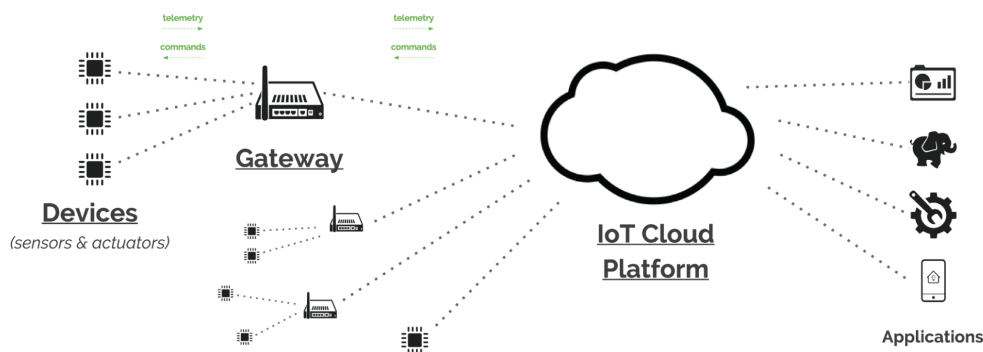 telemetry
commands
telemetry
commands
Gateway
Devices
(sensors & actuators)
IoT Cloud
Platform
Applications